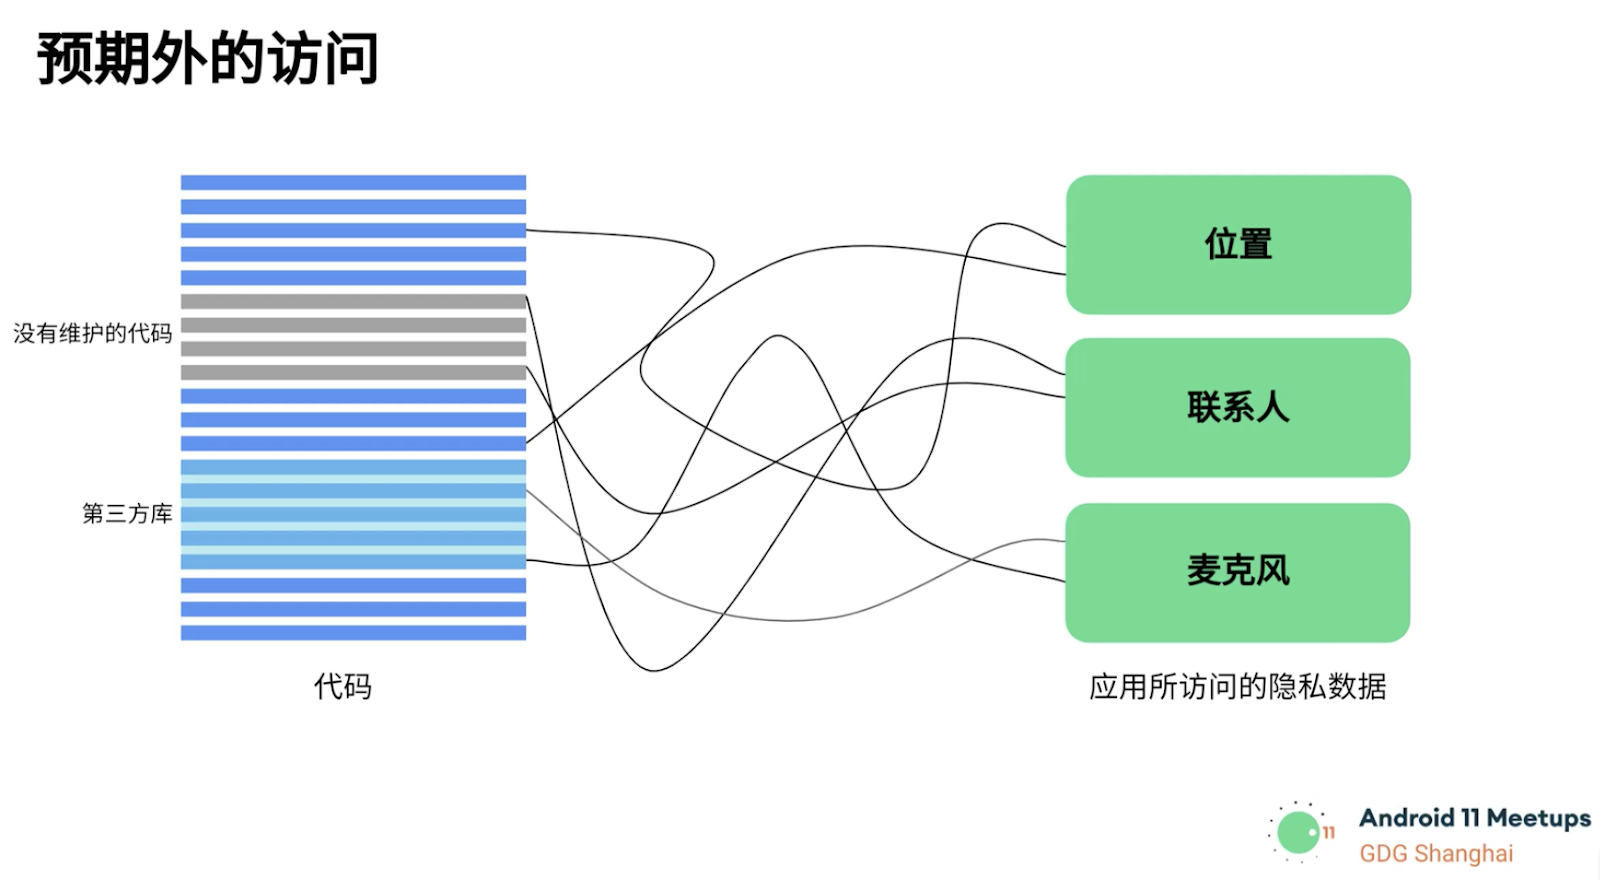 预期外的访问
位置
没有维护的代码
联系人
第三方库
麦克风
代码
应用所访问的隐私数据
11
Android 11 Meetups
GDG Shanghai